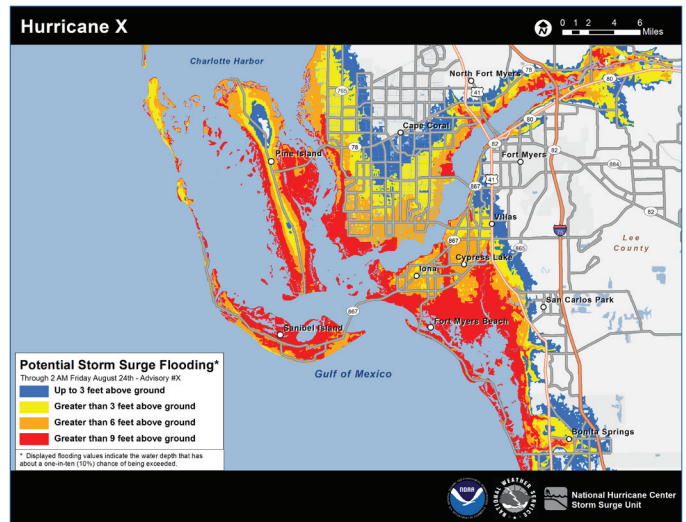 Hurricane X
N
0 1 2 4 6
Miles
Charlotte Harbor
North Fort Myers
78
80
41
765
Cape Coral
80
78
82
Pine Island
Fort Myers
884
867
41
82
Villas
867
865
75
Lee
County
Cypress Lake
Iona
San Carlos Park
867
Fort Myers Beach
Sanibel Island
Gulf of Mexico
Bonita Springs
Potential Storm Surge Flooding*
Through 2 AM Friday August 24th - Advisory #X
Up to 3 feet above ground
Greater than 3 feet above ground
Greater than 6 feet above ground
Greater than 9 feet above ground
* Displayed flooding values indicate the water depth that has
about a one-in-ten (10%) chance of being exceeded.
NOAA
NATIONAL WEATHER SERVICE
National Hurricane Center
Storm Surge Unit